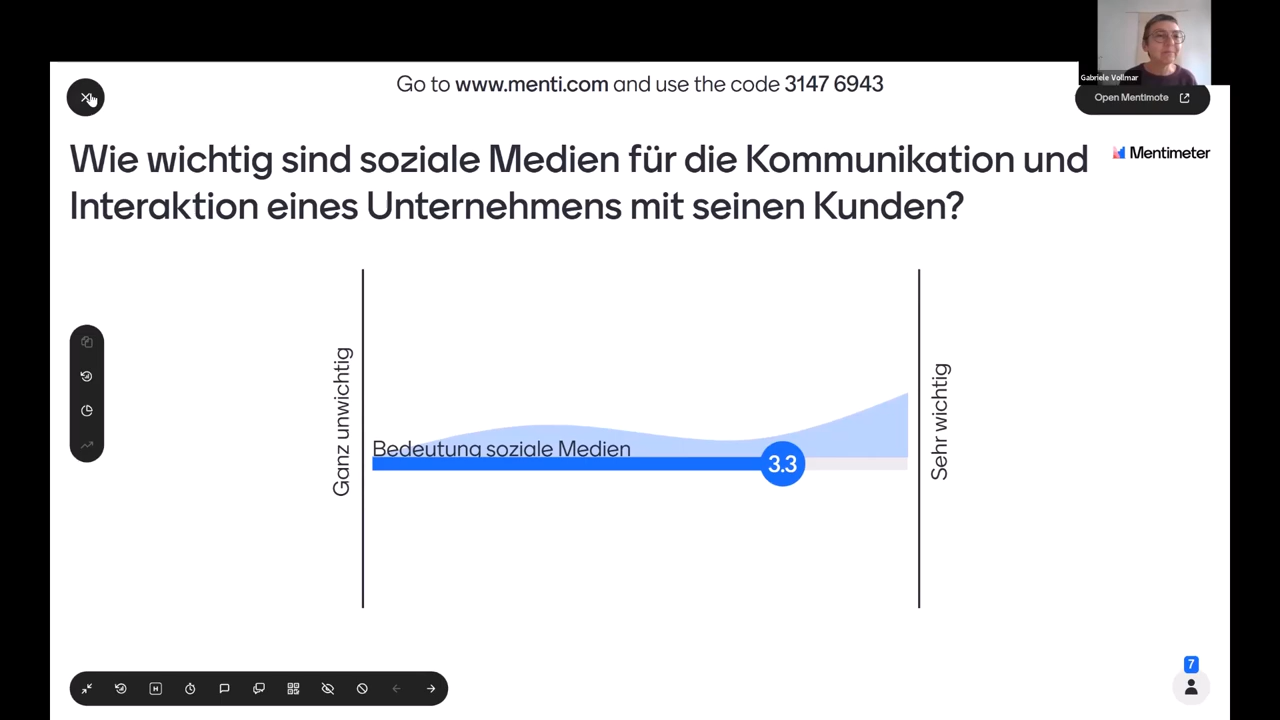 Go to www.menti.com and use the code 3147 6943
Gabriele Vollmar
Open Mentimote
Wie wichtig sind soziale Medien für die Kommunikation und
Interaktion eines Unternehmens mit seinen Kunden?
Mentimeter
Ganz unwichtig
Bedeutung soziale Medien
3.3
Sehr wichtig
H
7